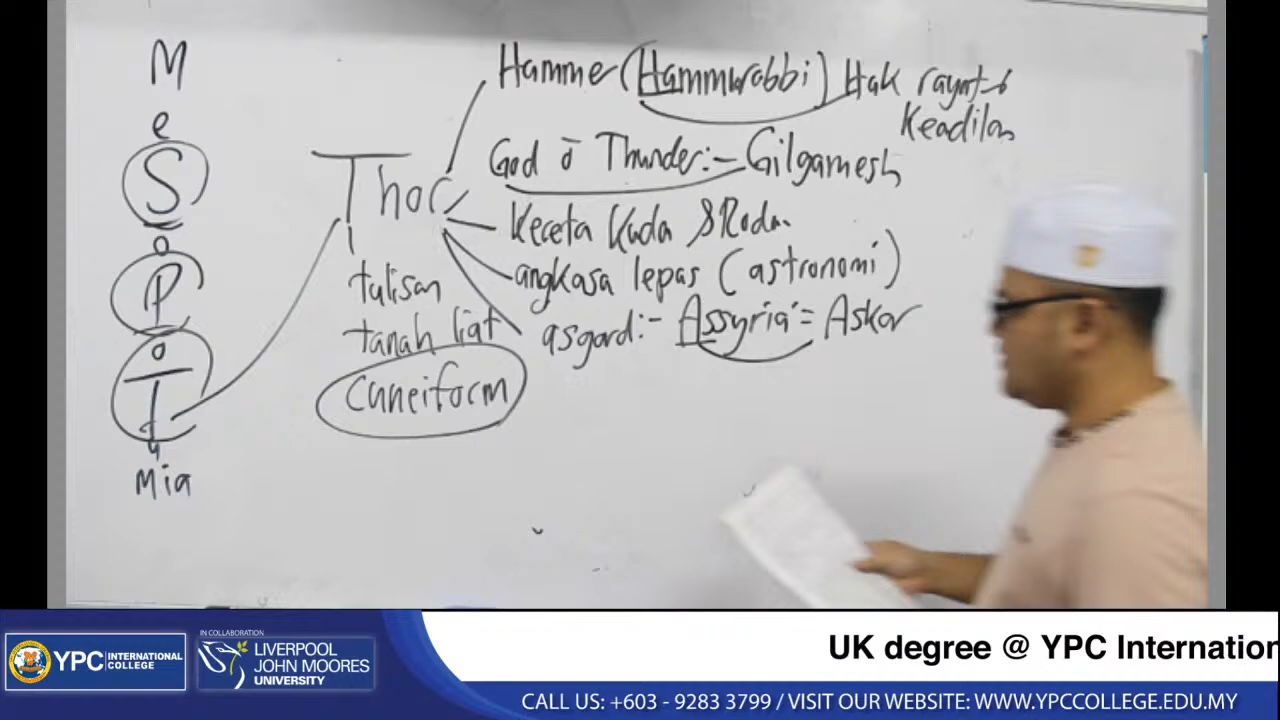 M
e
S
o
P
o
T
a
Mia
Thor
Hammer (Hammurabbi) Hak rayat
Keadilan
God ō Thunder:- Gilgamesh
Kereta Kuda & Roda
angkasa lepas (astronomi)
asgard:- Assyria = Askar
tulisan
tanah liat
Cuneiform
YPC INTERNATIONAL COLLEGE
IN COLLABORATION
LIVERPOOL
JOHN MOORES
UNIVERSITY
UK degree @ YPC Internation
CALL US: +603 - 9283 3799 / VISIT OUR WEBSITE: WWW.YPCCOLLEGE.EDU.MY